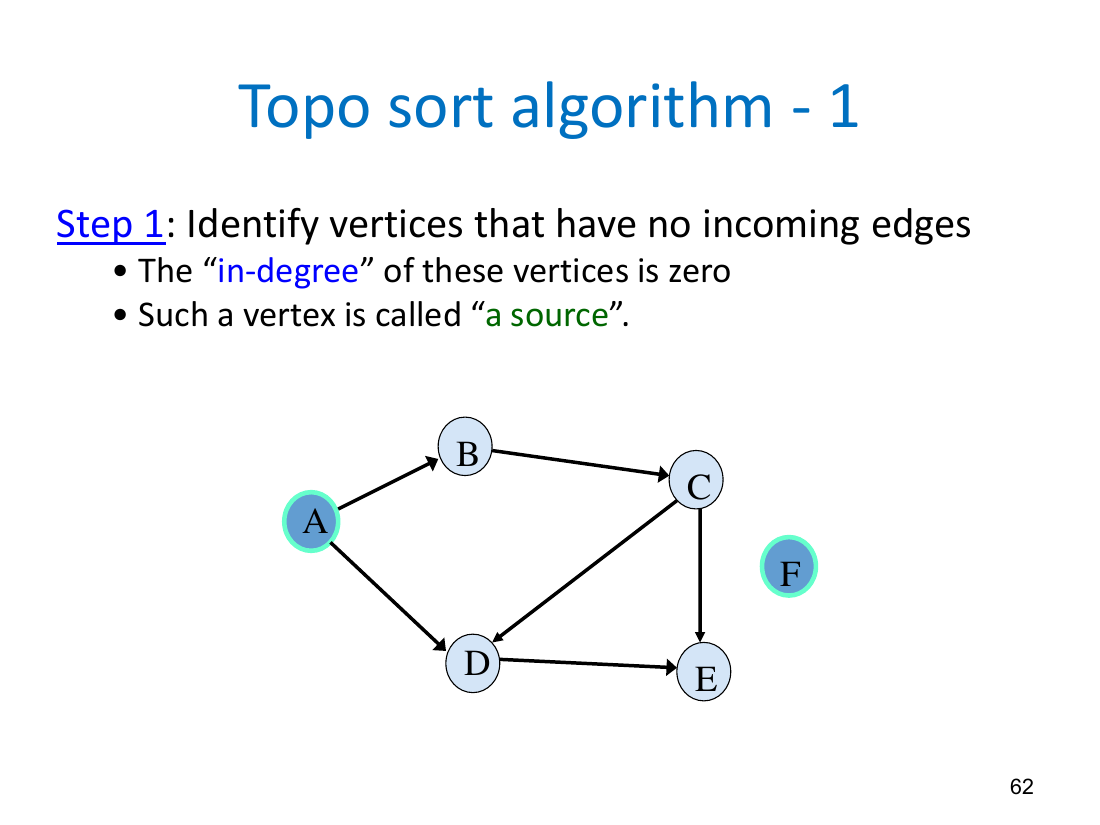 Topo sort algorithm - 1
Step 1: Identify vertices that have no incoming edges
• The “in-degree” of these vertices is zero
• Such a vertex is called “a source”.
B
C
A
F
D
E
62